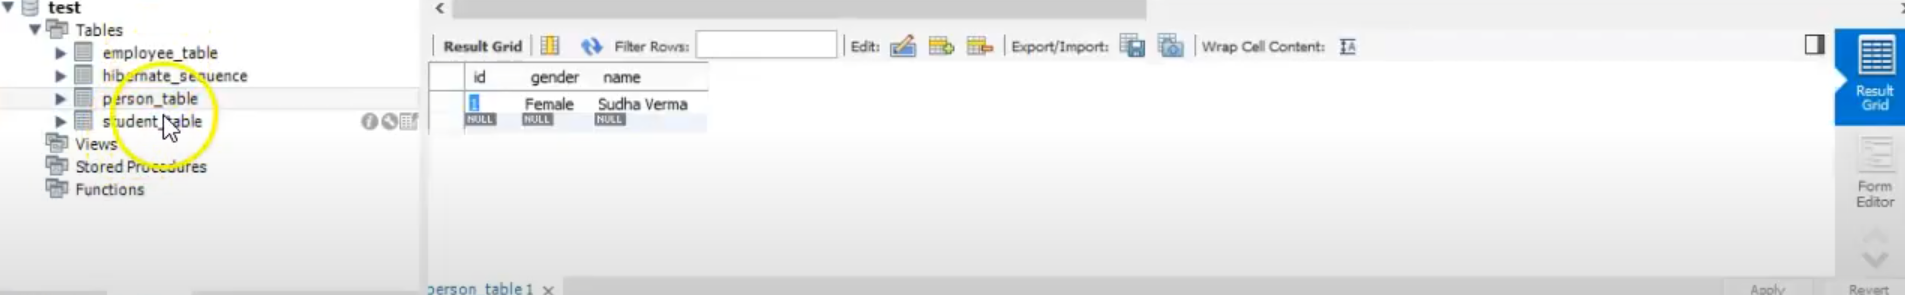 test
Tables
employee_table
hibernate_sequence
person_table
student_table
Views
Stored Procedures
Functions
Result Grid Filter Rows: Edit: Export/Import: Wrap Cell Content:
id gender name
1 Female Sudha Verma
NULL NULL NULL
person_table 1
Result
Grid
Form
Editor
Apply Revert